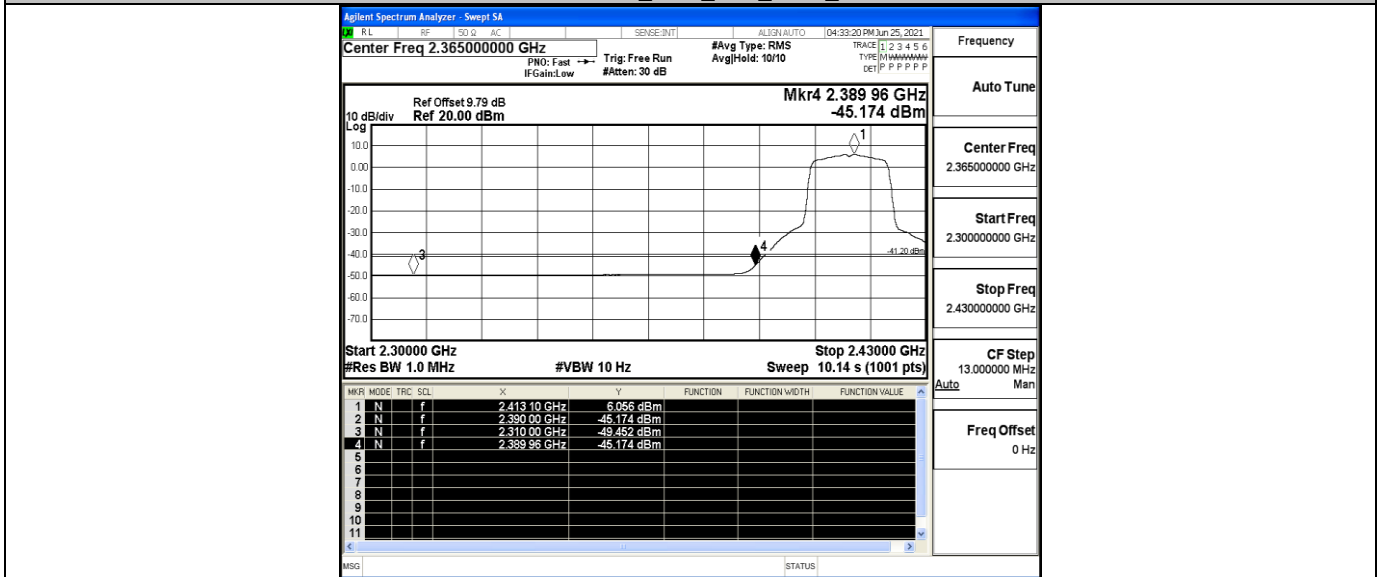 Agilent Spectrum Analyzer - Swept SA
RL RF 50 Ω AC SENSE:INT ALIGN AUTO 04:33:20 PM Jun 25, 2021
Center Freq 2.365000000 GHz
PNO: Fast
IFGain:Low
Trig: Free Run
#Atten: 30 dB
#Avg Type: RMS
Avg|Hold: 10/10
TRACE 1 2 3 4 5 6
TYPE M WWWWW
DET P P P P P P
Frequency
Auto Tune
Center Freq
2.365000000 GHz
Start Freq
2.300000000 GHz
Stop Freq
2.430000000 GHz
CF Step
13.000000 MHz
Auto Man
Freq Offset
0 Hz
Mkr4 2.389 96 GHz
-45.174 dBm
Ref Offset 9.79 dB
10 dB/div Ref 20.00 dBm
Log
10.0
0.00
-10.0
-20.0
-30.0
-40.0
-50.0
-60.0
-70.0
1
3
4
-41.20 dBm
Start 2.30000 GHz Stop 2.43000 GHz
#Res BW 1.0 MHz #VBW 10 Hz Sweep 10.14 s (1001 pts)
MKR MODE TRC SCL X Y FUNCTION FUNCTION WIDTH FUNCTION VALUE
1 N f 2.413 10 GHz 6.056 dBm
2 N f 2.390 00 GHz -45.174 dBm
3 N f 2.310 00 GHz -49.452 dBm
4 N f 2.389 96 GHz -45.174 dBm
5
6
7
8
9
10
11
MSG STATUS